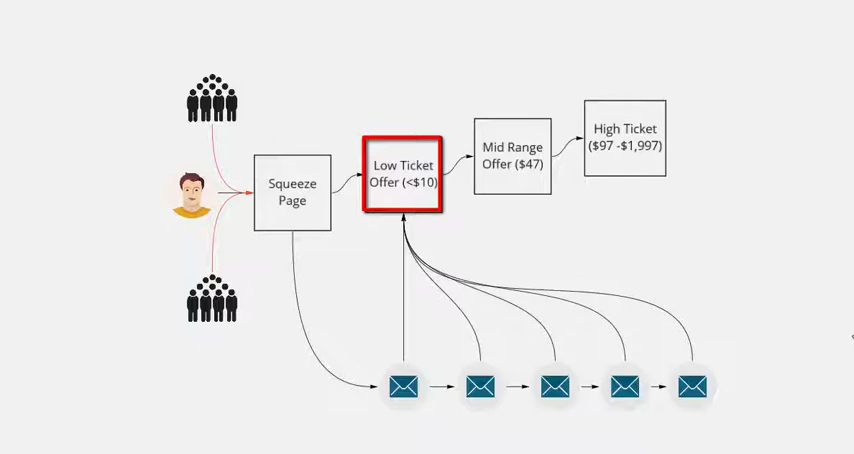 Squeeze
Page
Low Ticket
Offer (<$10)
Mid Range
Offer ($47)
High Ticket
($97 -$1,997)